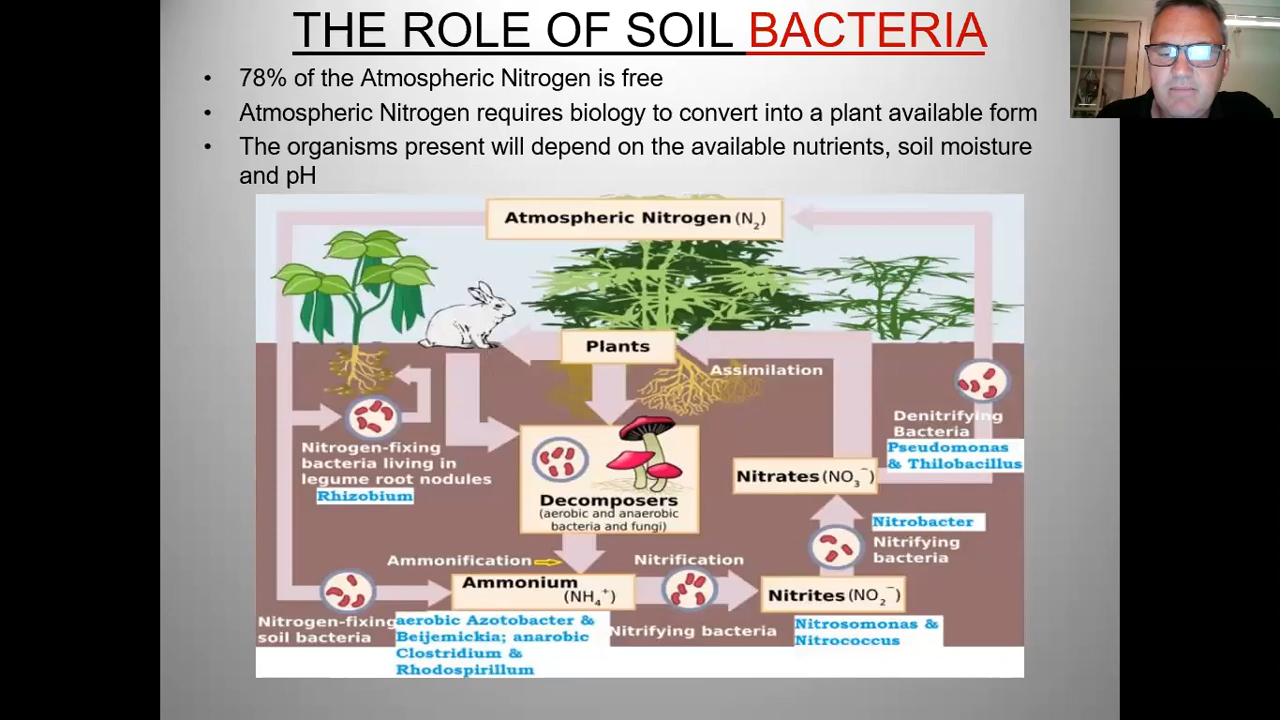 THE ROLE OF SOIL BACTERIA
• 78% of the Atmospheric Nitrogen is free
• Atmospheric Nitrogen requires biology to convert into a plant available form
• The organisms present will depend on the available nutrients, soil moisture
and pH
Atmospheric Nitrogen (N₂)
Plants
Assimilation
Denitrifying
Bacteria
Pseudomonas
& Thilobacillus
Nitrogen-fixing
bacteria living in
legume root nodules
Rhizobium
Decomposers
(aerobic and anaerobic
bacteria and fungi)
Nitrates (NO₃⁻)
Nitrobacter
Nitrifying
bacteria
Ammonification
Nitrification
Ammonium
(NH₄⁺)
Nitrites (NO₂⁻)
Nitrogen-fixing
soil bacteria
aerobic Azotobacter &
Beijemickia; anarobic
Clostridium &
Rhodospirillum
Nitrifying bacteria
Nitrosomonas &
Nitrococcus